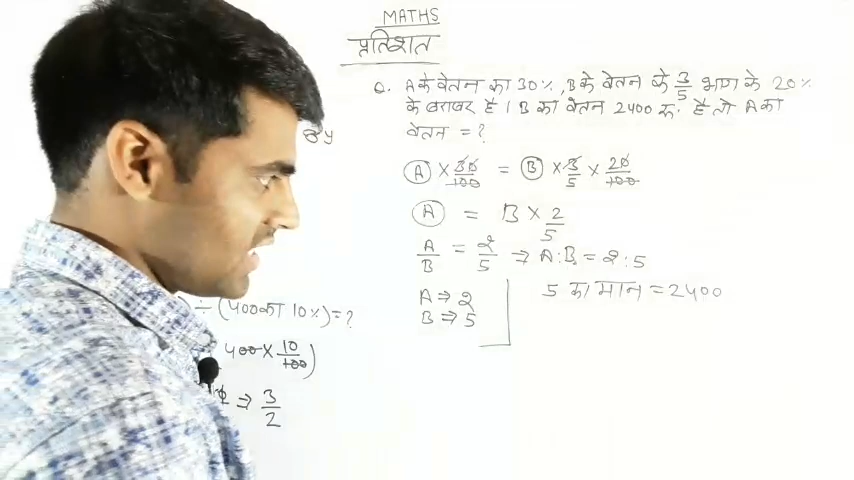 MATHS
प्रतिशत
Q. A के वेतन का 30%, B के वेतन के 3/5 भाग के 20%
के बराबर है। B का वेतन 2400 रू. है तो A का
वेतन = ?
By
A × 30/100 = B × 3/5 × 20/100
A = B × 2/5
A/B = 2/5 ⇒ A:B = 2:5
A ⇒ 2
B ⇒ 5
5 का मान = 2400
÷ (400 का 10%) = ?
400 × 10/100)
⇒ 3/2